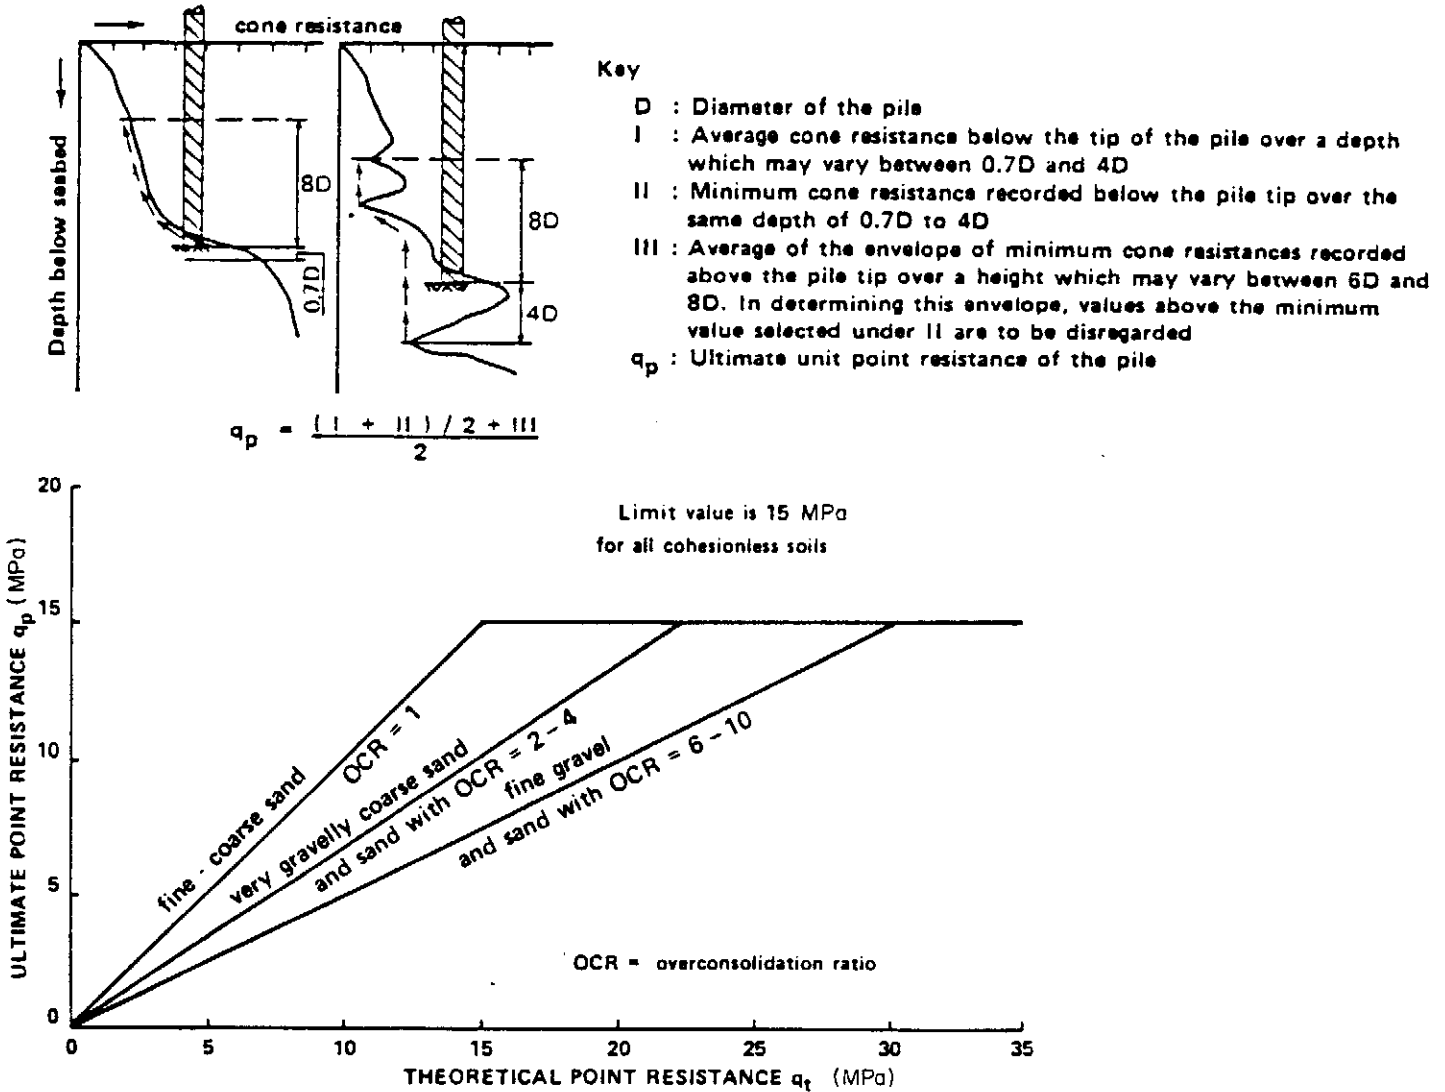 cone resistance
Depth below seabed
8D
0.7D
8D
4D
Key
D : Diameter of the pile
I : Average cone resistance below the tip of the pile over a depth
which may vary between 0.7D and 4D
II : Minimum cone resistance recorded below the pile tip over the
same depth of 0.7D to 4D
III : Average of the envelope of minimum cone resistances recorded
above the pile tip over a height which may vary between 6D and
8D. In determining this envelope, values above the minimum
value selected under II are to be disregarded
qp : Ultimate unit point resistance of the pile
qp = ( I + II ) / 2 + III
2
Limit value is 15 MPa
for all cohesionless soils
ULTIMATE POINT RESISTANCE qp (MPa)
20
15
10
5
0
fine - coarse sand
OCR = 1
very gravelly coarse sand
and sand with OCR = 2 - 4
fine gravel
and sand with OCR = 6 - 10
OCR = overconsolidation ratio
0 5 10 15 20 25 30 35
THEORETICAL POINT RESISTANCE qt (MPa)